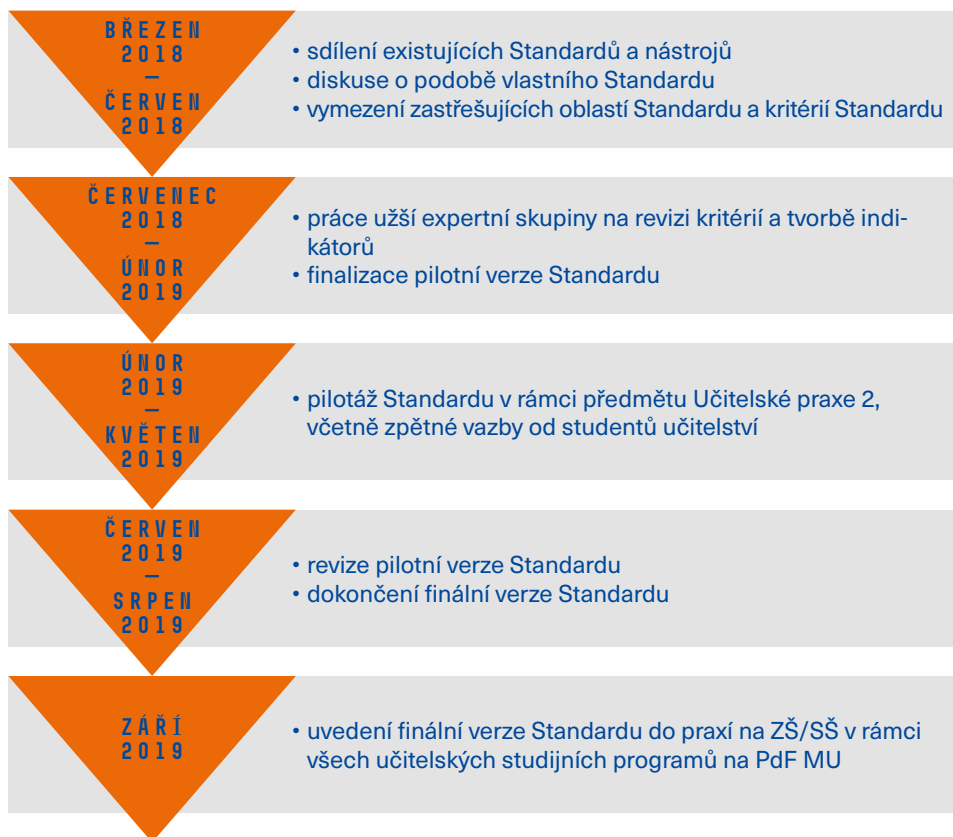 BŘEZEN
2018
–
ČERVEN
2018
• sdílení existujících Standardů a nástrojů
• diskuse o podobě vlastního Standardu
• vymezení zastřešujících oblastí Standardu a kritérií Standardu
ČERVENEC
2018
–
ÚNOR
2019
• práce užší expertní skupiny na revizi kritérií a tvorbě indi-
kátorů
• finalizace pilotní verze Standardu
ÚNOR
2019
–
KVĚTEN
2019
• pilotáž Standardu v rámci předmětu Učitelské praxe 2,
včetně zpětné vazby od studentů učitelství
ČERVEN
2019
–
SRPEN
2019
• revize pilotní verze Standardu
• dokončení finální verze Standardu
ZÁŘÍ
2019
• uvedení finální verze Standardu do praxí na ZŠ/SŠ v rámci
všech učitelských studijních programů na PdF MU